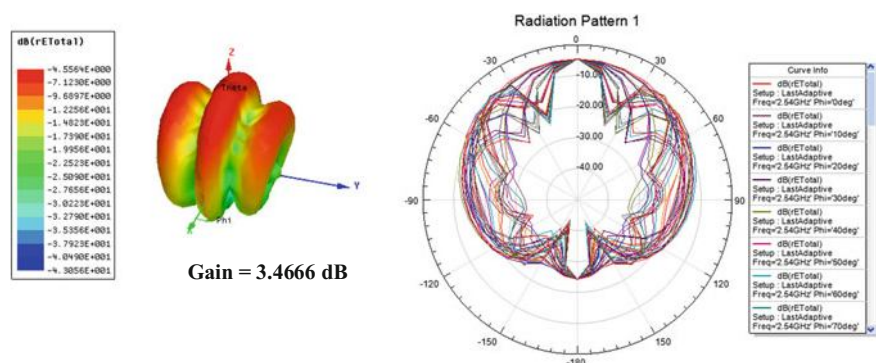 Radiation Pattern 1
dB(rETotal)
-4.5564E+000
-7.1230E+000
-9.6897E+000
-1.2256E+001
-1.4823E+001
-1.7390E+001
-1.9956E+001
-2.2523E+001
-2.5090E+001
-2.7656E+001
-3.0223E+001
-3.2790E+001
-3.5356E+001
-3.7923E+001
-4.0490E+001
-4.3056E+001
Z
Theta
Y
Phi
X
Gain = 3.4666 dB
0
-30
30
-60
60
-90
90
-120
120
-150
150
-180
-10.00
-20.00
-30.00
-40.00
Curve Info
dB(rETotal)
Setup : LastAdaptive
Freq='2.54GHz' Phi='0deg'
dB(rETotal)
Setup : LastAdaptive
Freq='2.54GHz' Phi='10deg'
dB(rETotal)
Setup : LastAdaptive
Freq='2.54GHz' Phi='20deg'
dB(rETotal)
Setup : LastAdaptive
Freq='2.54GHz' Phi='30deg'
dB(rETotal)
Setup : LastAdaptive
Freq='2.54GHz' Phi='40deg'
dB(rETotal)
Setup : LastAdaptive
Freq='2.54GHz' Phi='50deg'
dB(rETotal)
Setup : LastAdaptive
Freq='2.54GHz' Phi='60deg'
dB(rETotal)
Setup : LastAdaptive
Freq='2.54GHz' Phi='70deg'